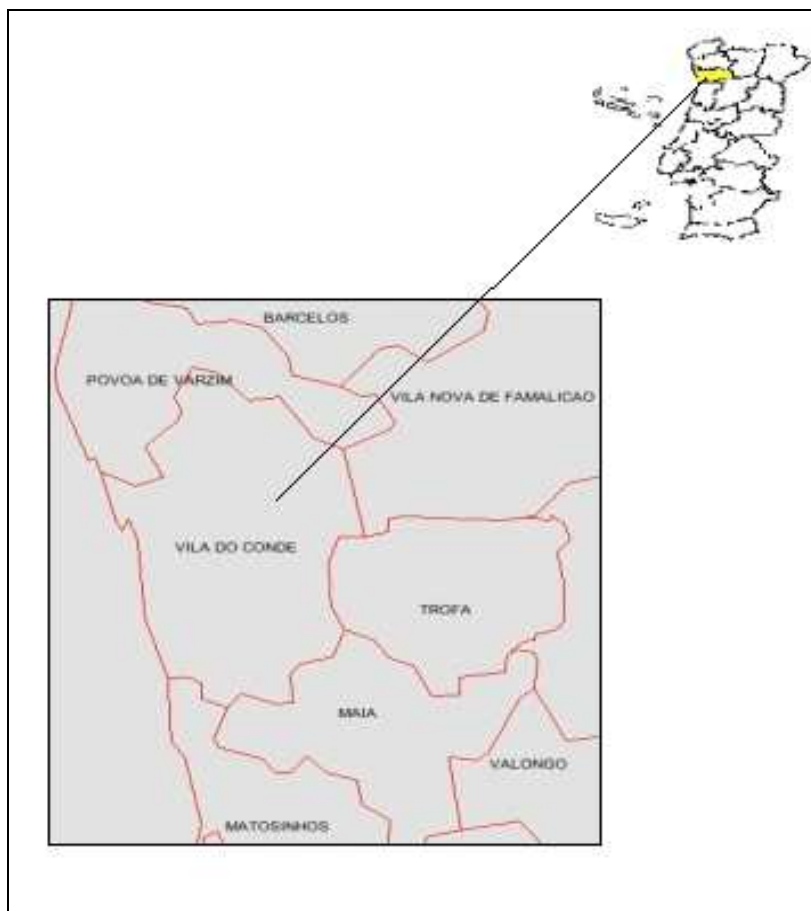 BARCELOS
POVOA DE VARZIM
VILA NOVA DE FAMALICAO
VILA DO CONDE
TROFA
MAIA
VALONGO
MATOSINHOS